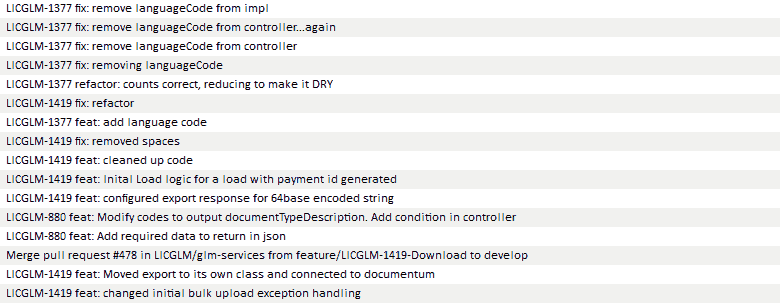 LICGLM-1377 fix: remove languageCode from impl
LICGLM-1377 fix: remove languageCode from controller...again
LICGLM-1377 fix: remove languageCode from controller
LICGLM-1377 fix: removing languageCode
LICGLM-1377 refactor: counts correct, reducing to make it DRY
LICGLM-1419 fix: refactor
LICGLM-1377 feat: add language code
LICGLM-1419 fix: removed spaces
LICGLM-1419 feat: cleaned up code
LICGLM-1419 feat: Inital Load logic for a load with payment id generated
LICGLM-1419 feat: configured export response for 64base encoded string
LICGLM-880 feat: Modify codes to output documentTypeDescription. Add condition in controller
LICGLM-880 feat: Add required data to return in json
Merge pull request #478 in LICGLM/glm-services from feature/LICGLM-1419-Download to develop
LICGLM-1419 feat: Moved export to its own class and connected to documentum
LICGLM-1419 feat: changed initial bulk upload exception handling